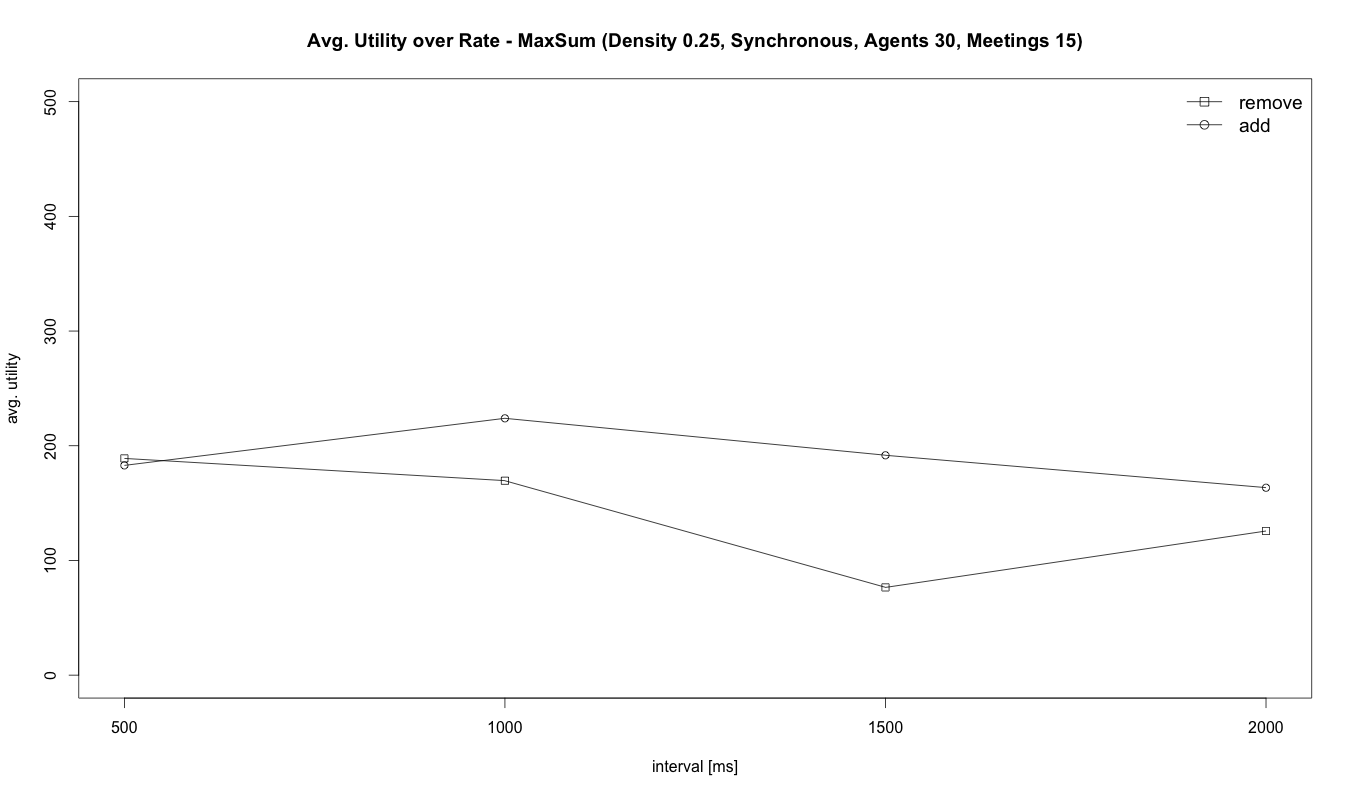 Avg. Utility over Rate - MaxSum (Density 0.25, Synchronous, Agents 30, Meetings 15)
remove
add
500
400
300
200
100
0
avg. utility
500 1000 1500 2000
interval [ms]